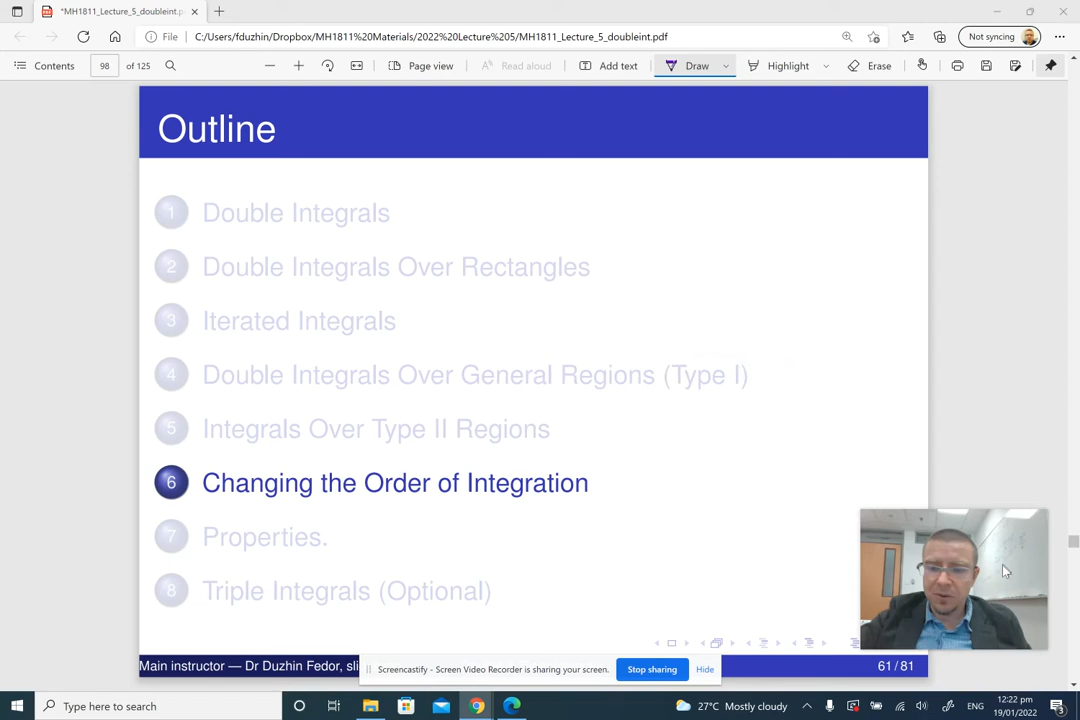 *MH1811_Lecture_5_doubleint.p
File C:/Users/fduzhin/Dropbox/MH1811%20Materials/2022%20Lecture%205/MH1811_Lecture_5_doubleint.pdf
Not syncing
Contents 98 of 125 Page view Read aloud Add text Draw Highlight Erase
Outline
1 Double Integrals
2 Double Integrals Over Rectangles
3 Iterated Integrals
4 Double Integrals Over General Regions (Type I)
5 Integrals Over Type II Regions
6 Changing the Order of Integration
7 Properties.
8 Triple Integrals (Optional)
Main instructor — Dr Duzhin Fedor, sli
61 / 81
Screencastify - Screen Video Recorder is sharing your screen. Stop sharing Hide
Type here to search
27°C Mostly cloudy
ENG
12:22 pm
19/01/2022
3